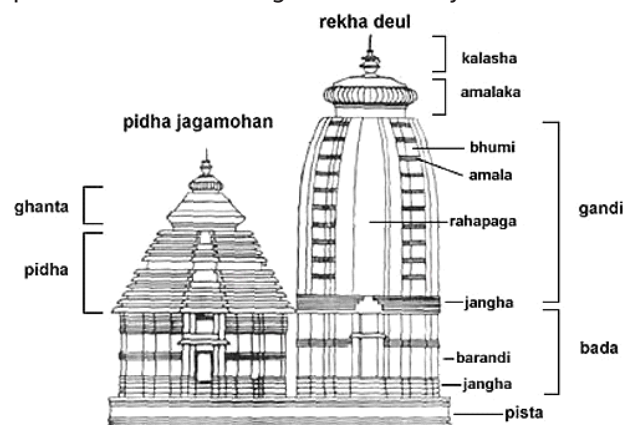 rekha deul
kalasha
amalaka
pidha jagamohan
bhumi
amala
ghanta
rahapaga
gandi
pidha
jangha
barandi
bada
jangha
pista